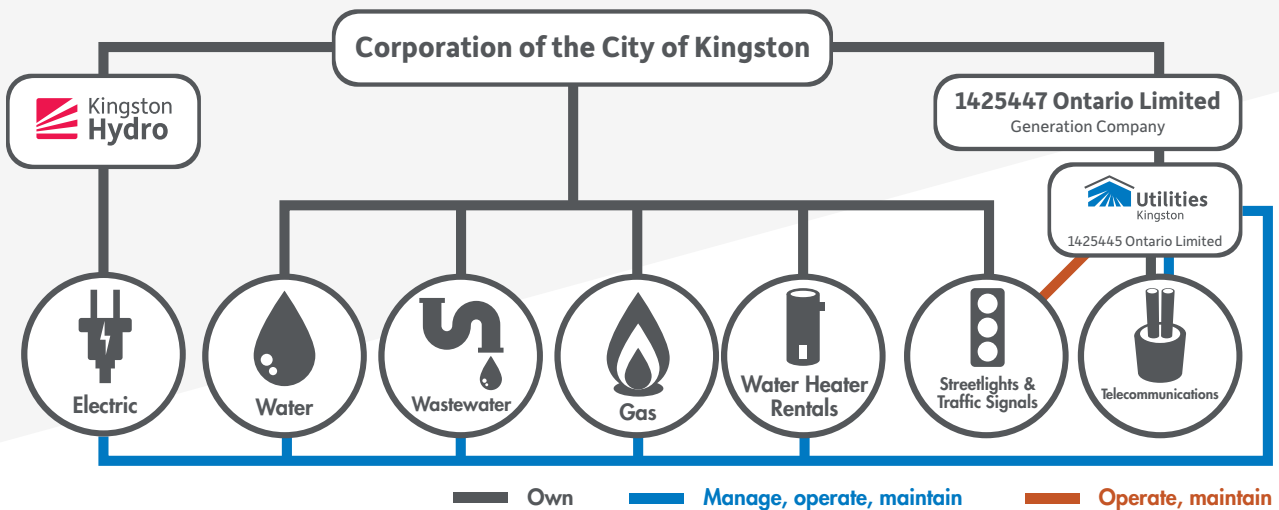 Corporation of the City of Kingston
Kingston
Hydro
1425447 Ontario Limited
Generation Company
Utilities
Kingston
1425445 Ontario Limited
Electric
Water
Wastewater
Gas
Water Heater
Rentals
Streetlights &
Traffic Signals
Telecommunications
Own
Manage, operate, maintain
Operate, maintain